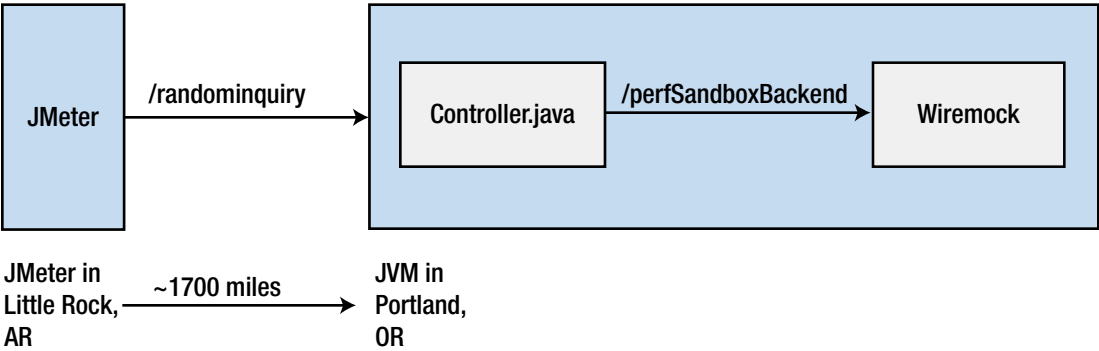 JMeter
/randominquiry
Controller.java
/perfSandboxBackend
Wiremock
JMeter in
Little Rock,
AR
~1700 miles
JVM in
Portland,
OR